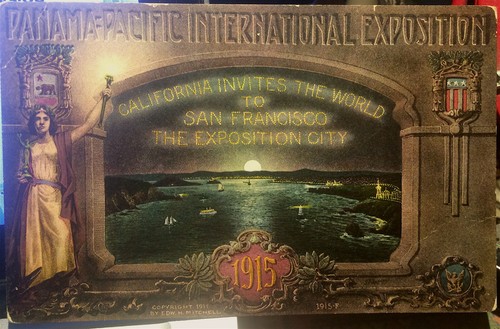 PANAMA-PACIFIC INTERNATIONAL EXPOSITION
CALIFORNIA INVITES THE WORLD
TO
SAN FRANCISCO
THE EXPOSITION CITY
1915
COPYRIGHT, 1911
BY EDW. H. MITCHELL